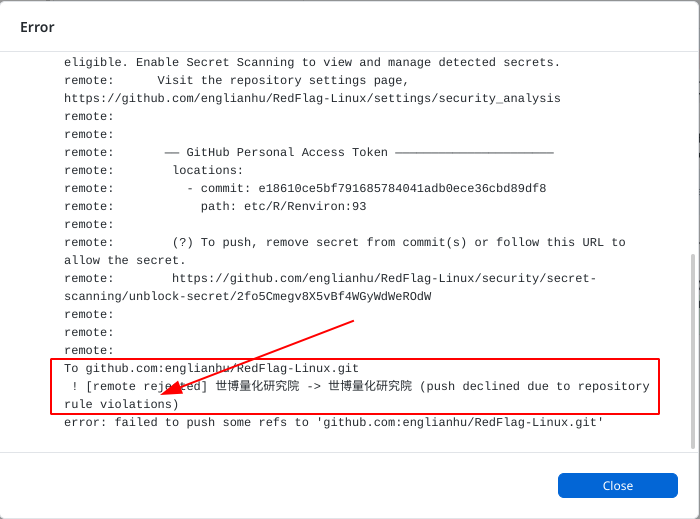 Error
eligible. Enable Secret Scanning to view and manage detected secrets.
remote:      Visit the repository settings page,
https://github.com/englianhu/RedFlag-Linux/settings/security_analysis
remote:
remote:
remote:       —— GitHub Personal Access Token ——————————————————————
remote:        locations:
remote:          - commit: e18610ce5bf791685784041adb0ece36cbd89df8
remote:            path: etc/R/Renviron:93
remote:
remote:        (?) To push, remove secret from commit(s) or follow this URL to
allow the secret.
remote:        https://github.com/englianhu/RedFlag-Linux/security/secret-
scanning/unblock-secret/2fo5Cmegv8X5vBf4WGyWdWeROdW
remote:
remote:
remote:
To github.com:englianhu/RedFlag-Linux.git
 ! [remote rejected] 世博量化研究院 -> 世博量化研究院 (push declined due to repository
rule violations)
error: failed to push some refs to 'github.com:englianhu/RedFlag-Linux.git'
Close